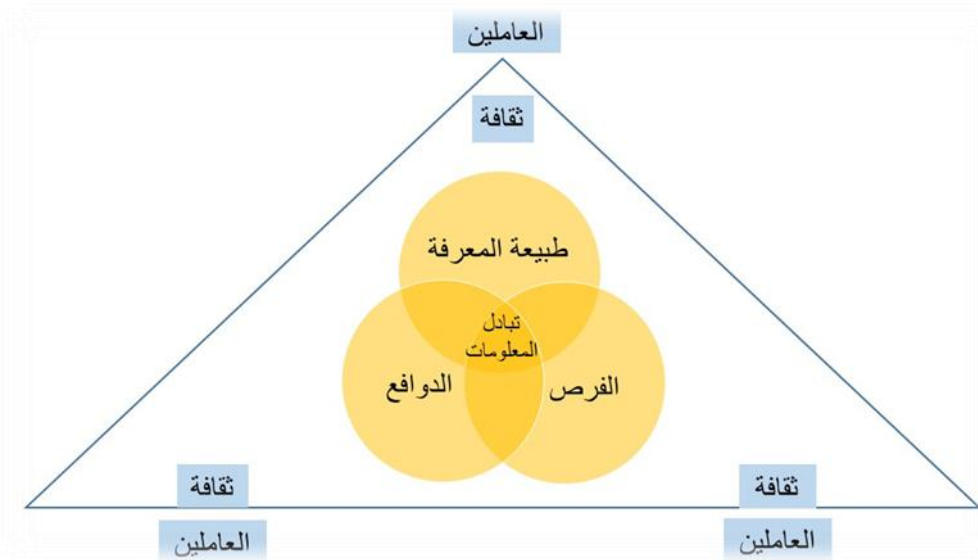 العاملين
ثقافة
طبيعة المعرفة
تبادل
المعلومات
الفرص
الدوافع
ثقافة
ثقافة
العاملين
العاملين